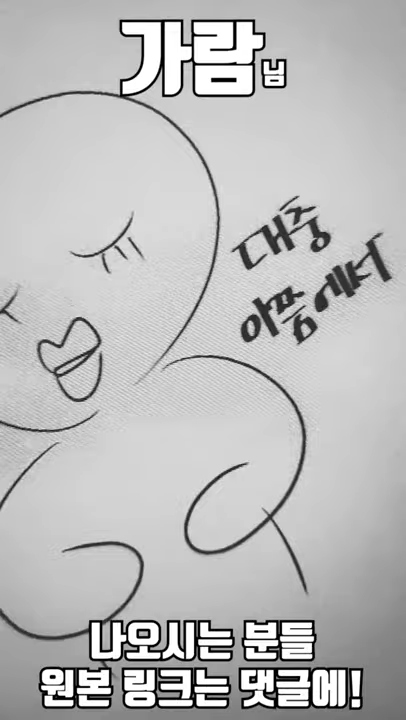 가람님
대충
아픔에서
나오시는 분들
원본 링크는 댓글에!